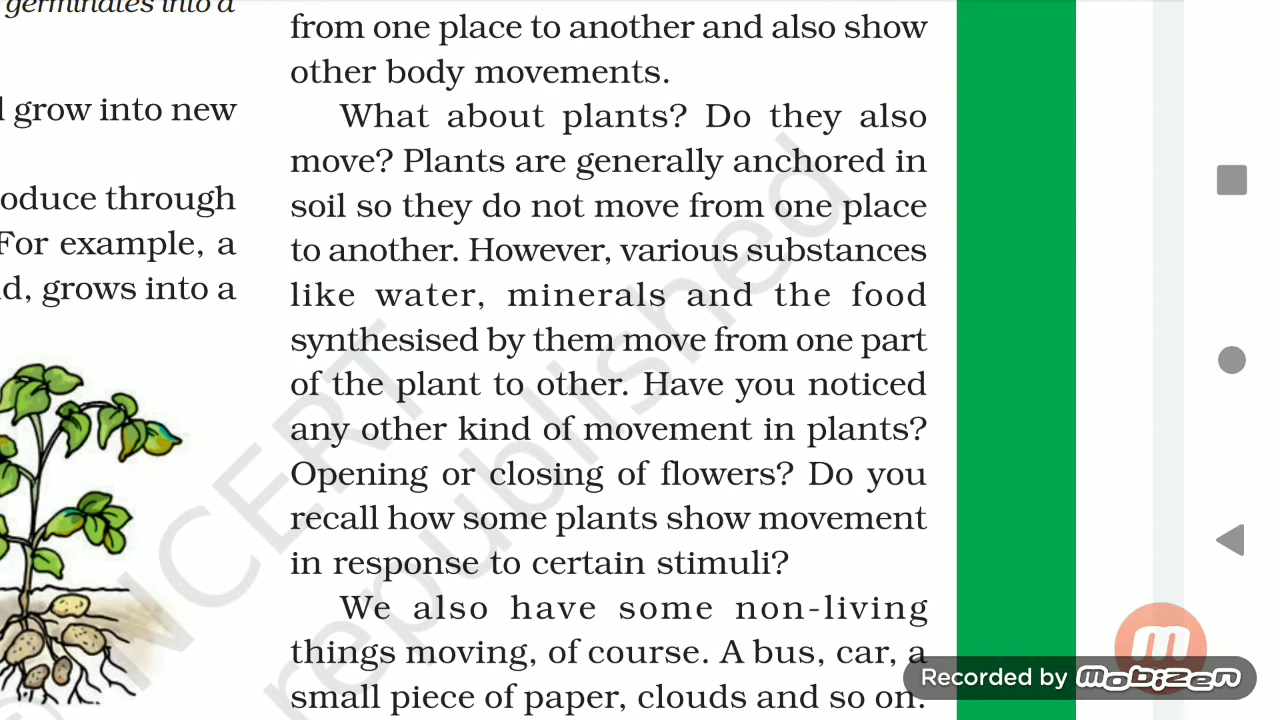 germinates into a
l grow into new
oduce through
For example, a
d, grows into a
from one place to another and also show
other body movements.
What about plants? Do they also
move? Plants are generally anchored in
soil so they do not move from one place
to another. However, various substances
like water, minerals and the food
synthesised by them move from one part
of the plant to other. Have you noticed
any other kind of movement in plants?
Opening or closing of flowers? Do you
recall how some plants show movement
in response to certain stimuli?
We also have some non-living
things moving, of course. A bus, car, a
small piece of paper, clouds and so on.
NCERT
republished
Recorded by mobizen